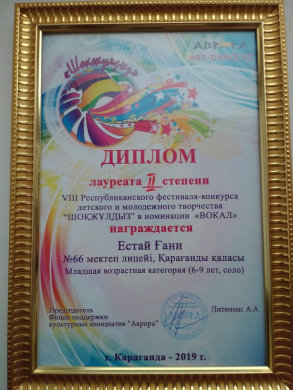 «Шоқжұлдыз»
АВРОРА
ДИПЛОМ
лауреата II степени
VIII Республиканского фестиваля-конкурса
детского и молодежного творчества
"ШОҚЖҰЛДЫЗ" в номинации «ВОКАЛ»
награждается
Естай Ғани
№66 мектеп лицейі, Қарағанды қаласы
Младшая возрастная категория (6-9 лет, соло)
Председатель
Фонда поддержки
культурных инициатив "Аврора"
Литвинас А.А
г. Караганда - 2019 г.